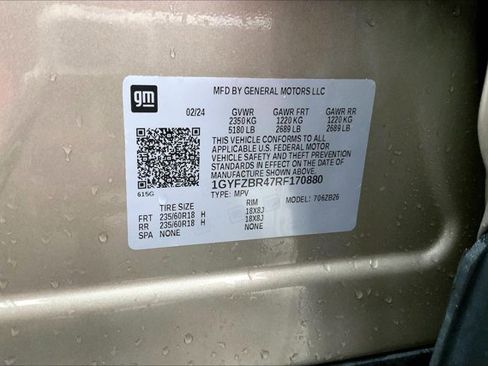 gm
MFD BY GENERAL MOTORS LLC
02/24 GVWR GAWR FRT GAWR RR
2350 KG 1220 KG 1220 KG
5180 LB 2689 LB 2689 LB
THIS VEHICLE CONFORMS TO ALL
APPLICABLE U.S. FEDERAL MOTOR
VEHICLE SAFETY AND THEFT PREVENTION
STANDARDS IN EFFECT ON THE DATE OF
MANUFACTURE SHOWN ABOVE.
1GYFZBR47RF170880
615G
TYPE: MPV MODEL: 706ZB26
TIRE SIZE RIM
FRT 235/60R18 H 18X8J
RR 235/60R18 H 18X8J
SPA NONE NONE